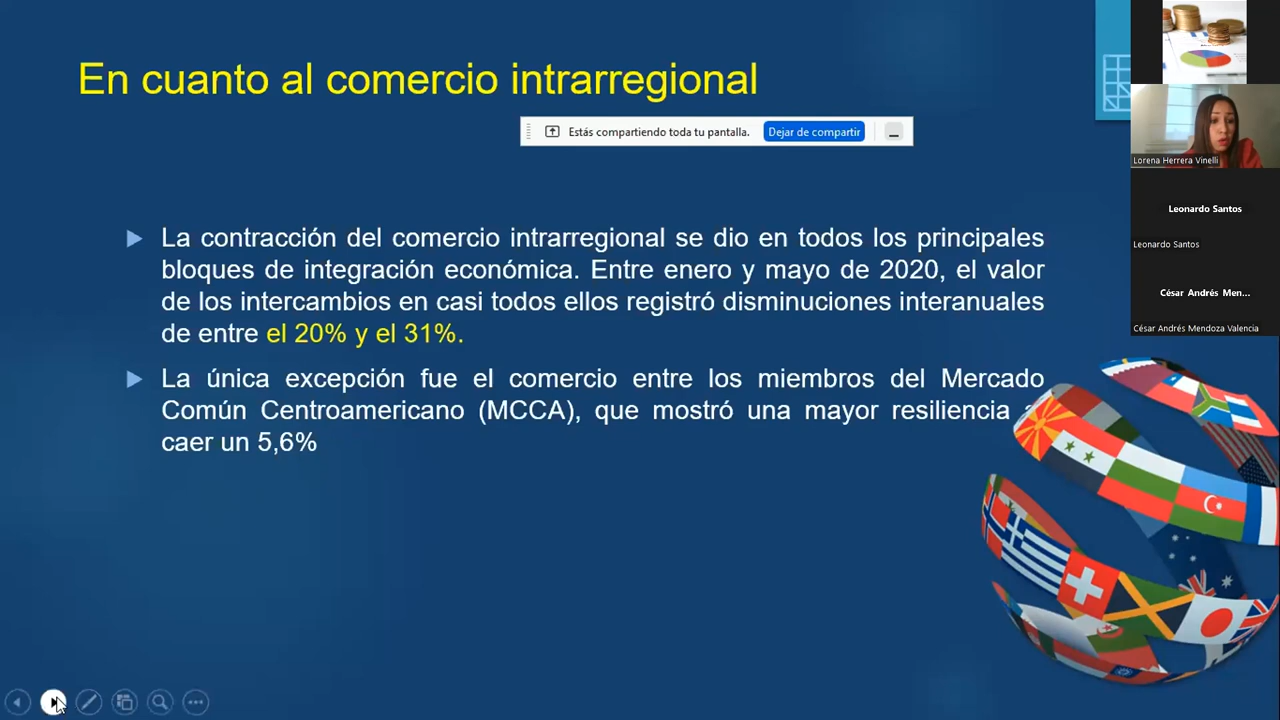 En cuanto al comercio intrarregional
Estás compartiendo toda tu pantalla. Dejar de compartir
La contracción del comercio intrarregional se dio en todos los principales
bloques de integración económica. Entre enero y mayo de 2020, el valor
de los intercambios en casi todos ellos registró disminuciones interanuales
de entre el 20% y el 31%.
La única excepción fue el comercio entre los miembros del Mercado
Común Centroamericano (MCCA), que mostró una mayor resiliencia
caer un 5,6%
Lorena Herrera Vinelli
Leonardo Santos
Leonardo Santos
César Andrés Men...
César Andrés Mendoza Valencia